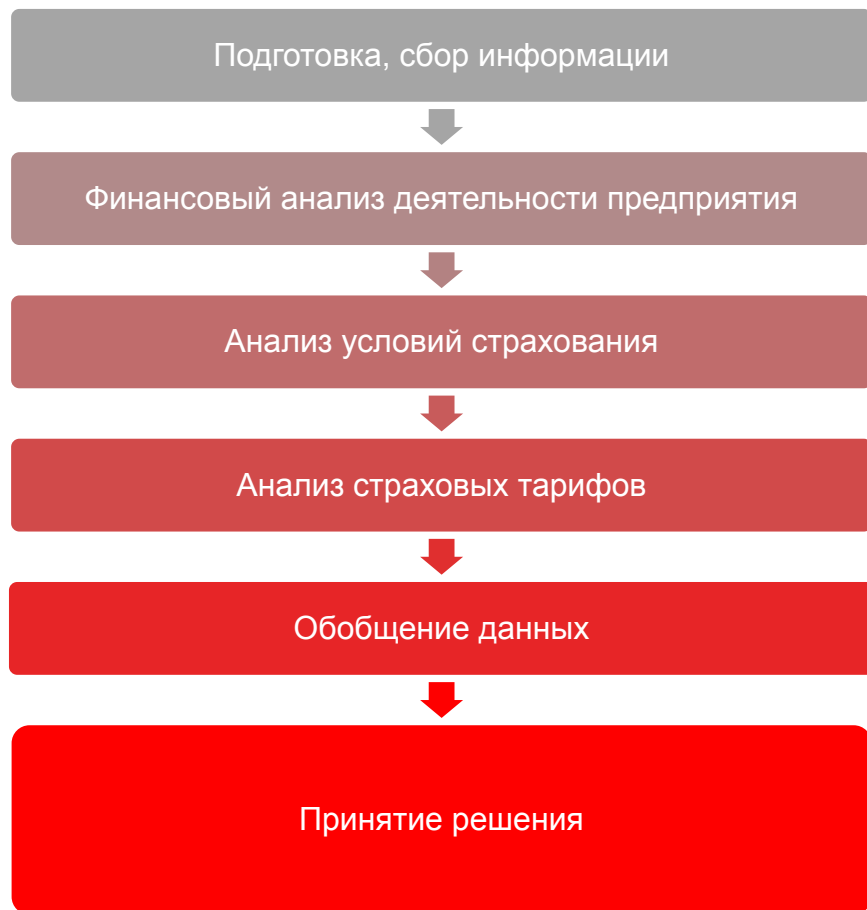 Подготовка, сбор информации
Финансовый анализ деятельности предприятия
Анализ условий страхования
Анализ страховых тарифов
Обобщение данных
Принятие решения